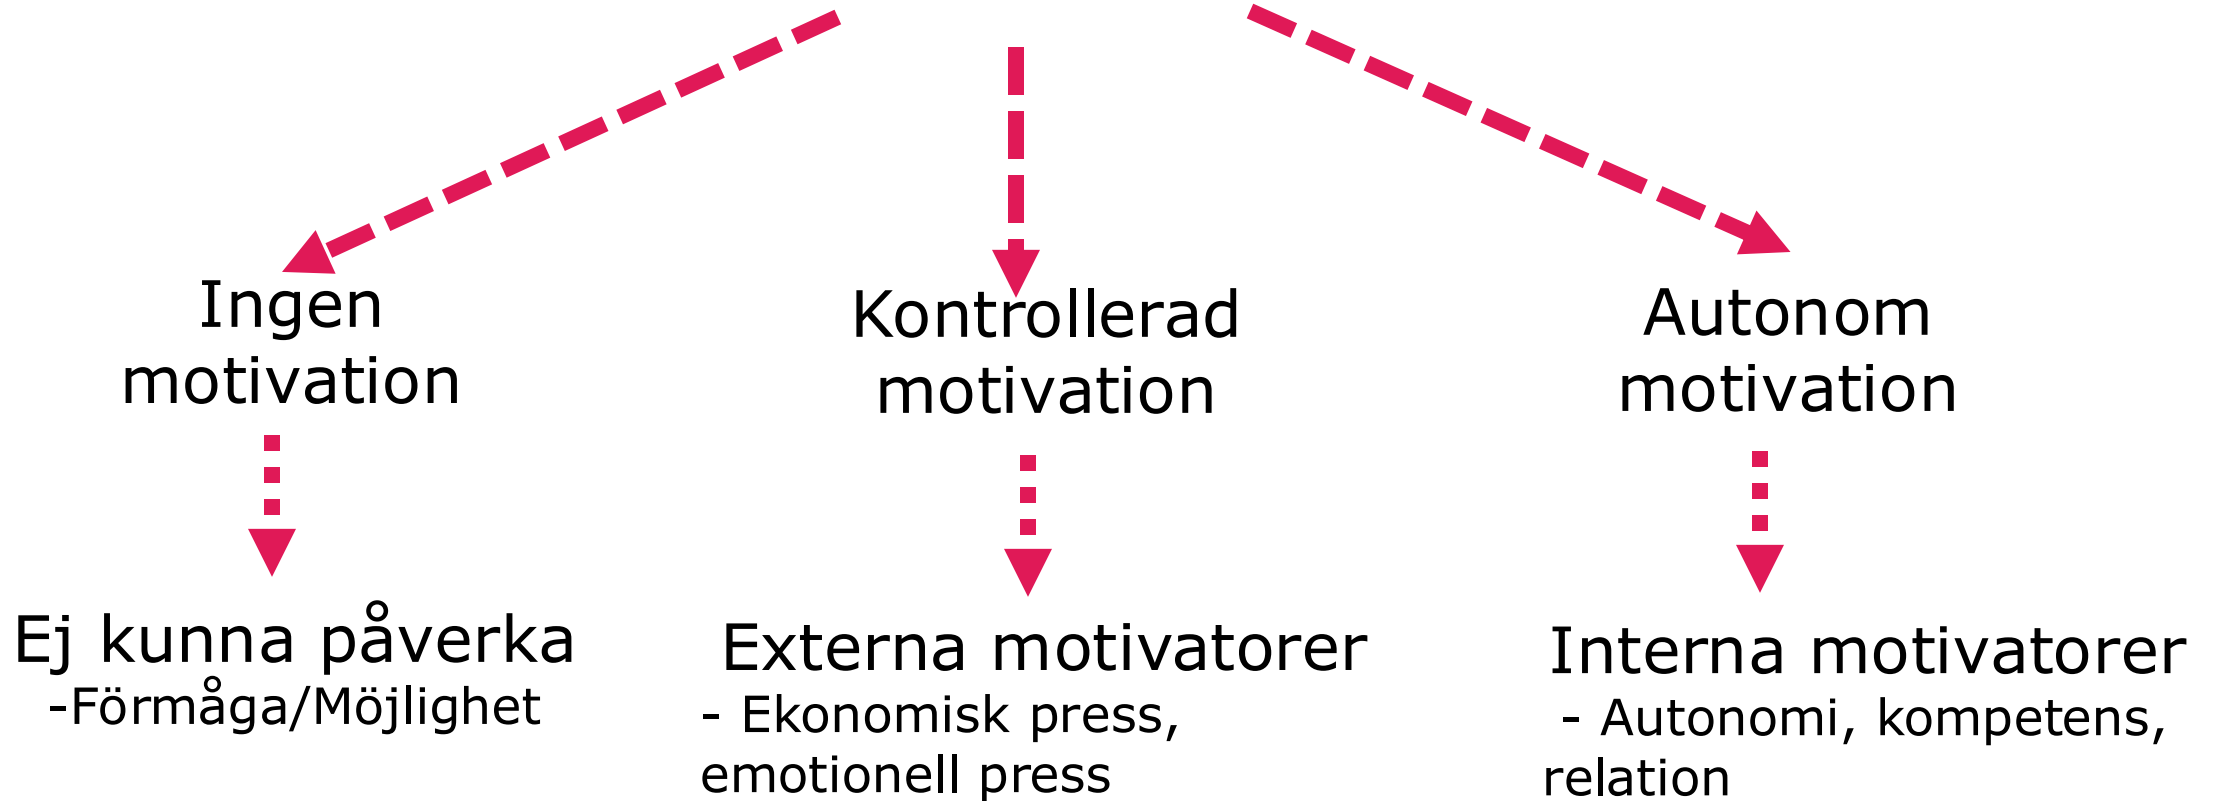 Ingen
motivation
Ej kunna påverka
-Förmåga/Möjlighet
Kontrollerad
motivation
Externa motivatorer
- Ekonomisk press,
emotionell press
Autonom
motivation
Interna motivatorer
- Autonomi, kompetens,
relation